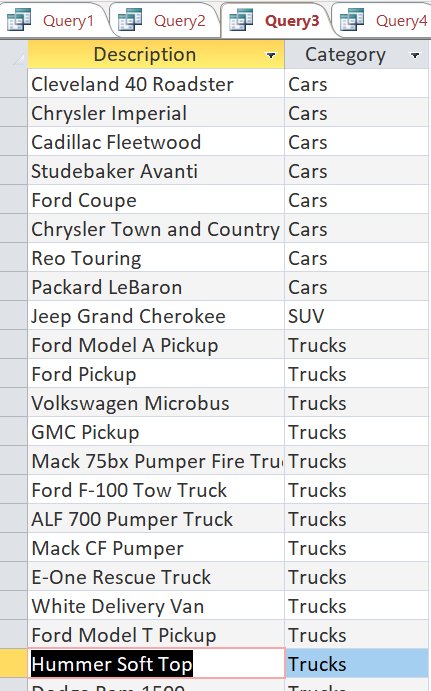 Query1 Query2 Query3 Query4
Description Category
Cleveland 40 Roadster Cars
Chrysler Imperial Cars
Cadillac Fleetwood Cars
Studebaker Avanti Cars
Ford Coupe Cars
Chrysler Town and Country Cars
Reo Touring Cars
Packard LeBaron Cars
Jeep Grand Cherokee SUV
Ford Model A Pickup Trucks
Ford Pickup Trucks
Volkswagen Microbus Trucks
GMC Pickup Trucks
Mack 75bx Pumper Fire Tru Trucks
Ford F-100 Tow Truck Trucks
ALF 700 Pumper Truck Trucks
Mack CF Pumper Trucks
E-One Rescue Truck Trucks
White Delivery Van Trucks
Ford Model T Pickup Trucks
Hummer Soft Top Trucks